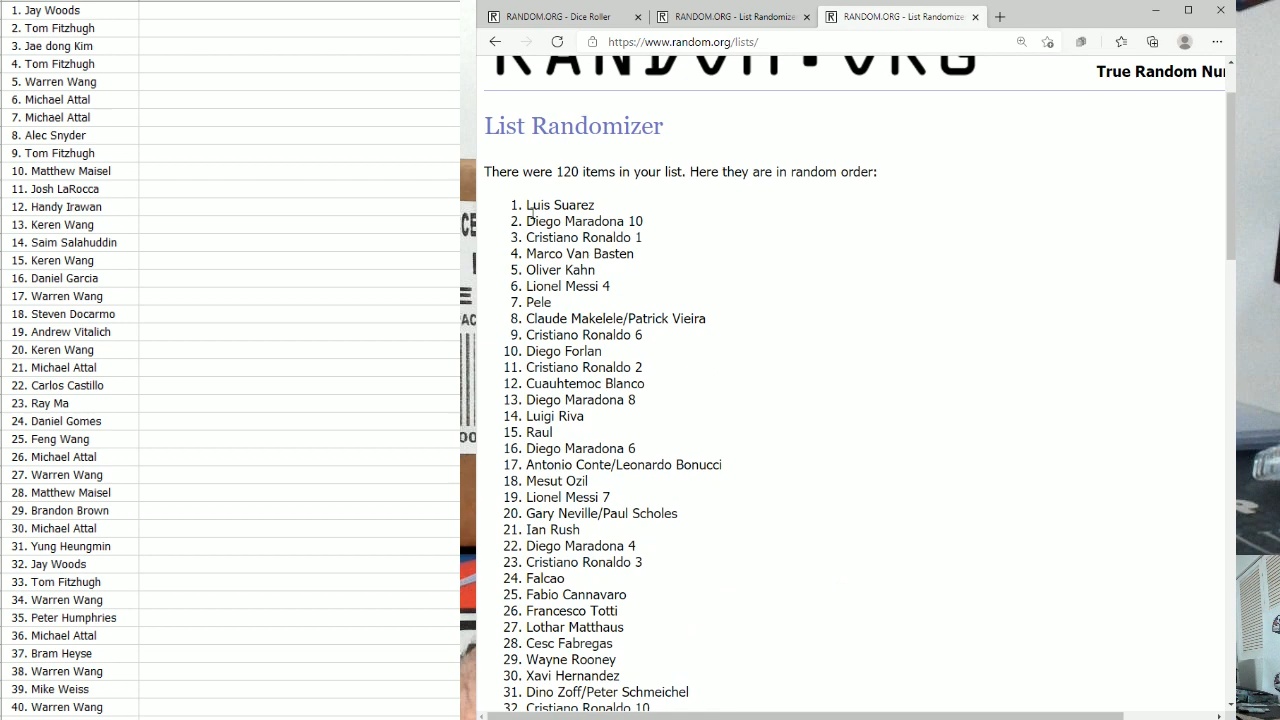 1. Jay Woods
2. Tom Fitzhugh
3. Jae dong Kim
4. Tom Fitzhugh
5. Warren Wang
6. Michael Attal
7. Michael Attal
8. Alec Snyder
9. Tom Fitzhugh
10. Matthew Maisel
11. Josh LaRocca
12. Handy Irawan
13. Keren Wang
14. Saim Salahuddin
15. Keren Wang
16. Daniel Garcia
17. Warren Wang
18. Steven Docarmo
19. Andrew Vitalich
20. Keren Wang
21. Michael Attal
22. Carlos Castillo
23. Ray Ma
24. Daniel Gomes
25. Feng Wang
26. Michael Attal
27. Warren Wang
28. Matthew Maisel
29. Brandon Brown
30. Michael Attal
31. Yung Heungmin
32. Jay Woods
33. Tom Fitzhugh
34. Warren Wang
35. Peter Humphries
36. Michael Attal
37. Bram Heyse
38. Warren Wang
39. Mike Weiss
40. Warren Wang
RANDOM.ORG - Dice Roller
RANDOM.ORG - List Randomize
RANDOM.ORG - List Randomize
https://www.random.org/lists/
RANDOM.ORG
True Random Nu
List Randomizer
There were 120 items in your list. Here they are in random order:
1. Luis Suarez
2. Diego Maradona 10
3. Cristiano Ronaldo 1
4. Marco Van Basten
5. Oliver Kahn
6. Lionel Messi 4
7. Pele
8. Claude Makelele/Patrick Vieira
9. Cristiano Ronaldo 6
10. Diego Forlan
11. Cristiano Ronaldo 2
12. Cuauhtemoc Blanco
13. Diego Maradona 8
14. Luigi Riva
15. Raul
16. Diego Maradona 6
17. Antonio Conte/Leonardo Bonucci
18. Mesut Ozil
19. Lionel Messi 7
20. Gary Neville/Paul Scholes
21. Ian Rush
22. Diego Maradona 4
23. Cristiano Ronaldo 3
24. Falcao
25. Fabio Cannavaro
26. Francesco Totti
27. Lothar Matthaus
28. Cesc Fabregas
29. Wayne Rooney
30. Xavi Hernandez
31. Dino Zoff/Peter Schmeichel
32. Cristiano Ronaldo 10